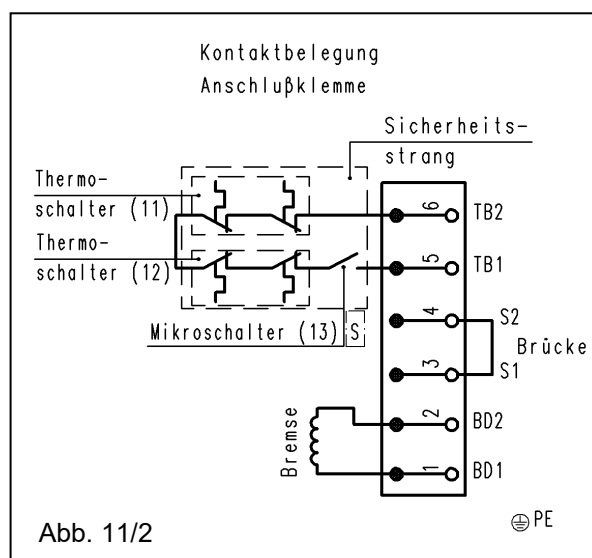 Kontaktbelegung
Anschlußklemme
Sicherheits-
strang
Thermo-
schalter (11)
Thermo-
schalter (12)
Mikroschalter (13) S
6 TB2
5 TB1
4 S2
Brücke
3 S1
2 BD2
1 BD1
Bremse
PE
Abb. 11/2